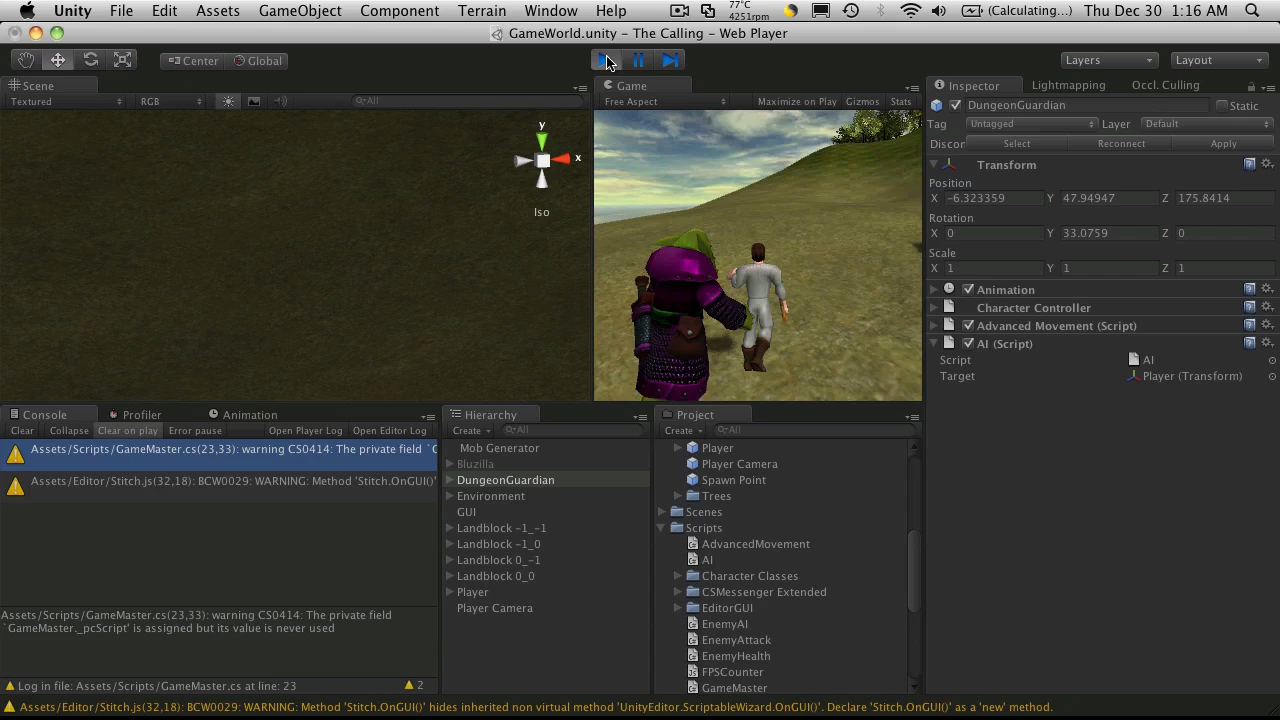 Unity File Edit Assets GameObject Component Terrain Window Help 77°C 4251rpm (Calculating...) Thu Dec 30 1:16 AM
GameWorld.unity - The Calling - Web Player
Center Global Layers Layout
Scene Game Inspector Lightmapping Occl. Culling
Textured RGB All Free Aspect Maximize on Play Gizmos Stats
DungeonGuardian Static
Tag Untagged Layer Default
Discor Select Reconnect Apply
y
x
Iso
Transform
Position
X -6.323359 Y 47.94947 Z 175.8414
Rotation
X 0 Y 33.0759 Z 0
Scale
X 1 Y 1 Z 1
Animation
Character Controller
Advanced Movement (Script)
AI (Script)
Script AI
Target Player (Transform)
Console Profiler Animation
Clear Collapse Clear on play Error pause Open Player Log Open Editor Log
Assets/Scripts/GameMaster.cs(23,33): warning CS0414: The private field `
Assets/Editor/Stitch.js(32,18): BCW0029: WARNING: Method 'Stitch.OnGUI()'
Assets/Scripts/GameMaster.cs(23,33): warning CS0414: The private field
`GameMaster._pcScript' is assigned but its value is never used
Log in file: Assets/Scripts/GameMaster.cs at line: 23 2
Hierarchy
Create All
Mob Generator
Bluzilla
DungeonGuardian
Environment
GUI
Landblock -1_-1
Landblock -1_0
Landblock 0_-1
Landblock 0_0
Player
Player Camera
Project
Create All
Player
Player Camera
Spawn Point
Trees
Scenes
Scripts
AdvancedMovement
AI
Character Classes
CSMessenger Extended
EditorGUI
EnemyAI
EnemyAttack
EnemyHealth
FPSCounter
GameMaster
Assets/Editor/Stitch.js(32,18): BCW0029: WARNING: Method 'Stitch.OnGUI()' hides inherited non virtual method 'UnityEditor.ScriptableWizard.OnGUI()'. Declare 'Stitch.OnGUI()' as a 'new' method.